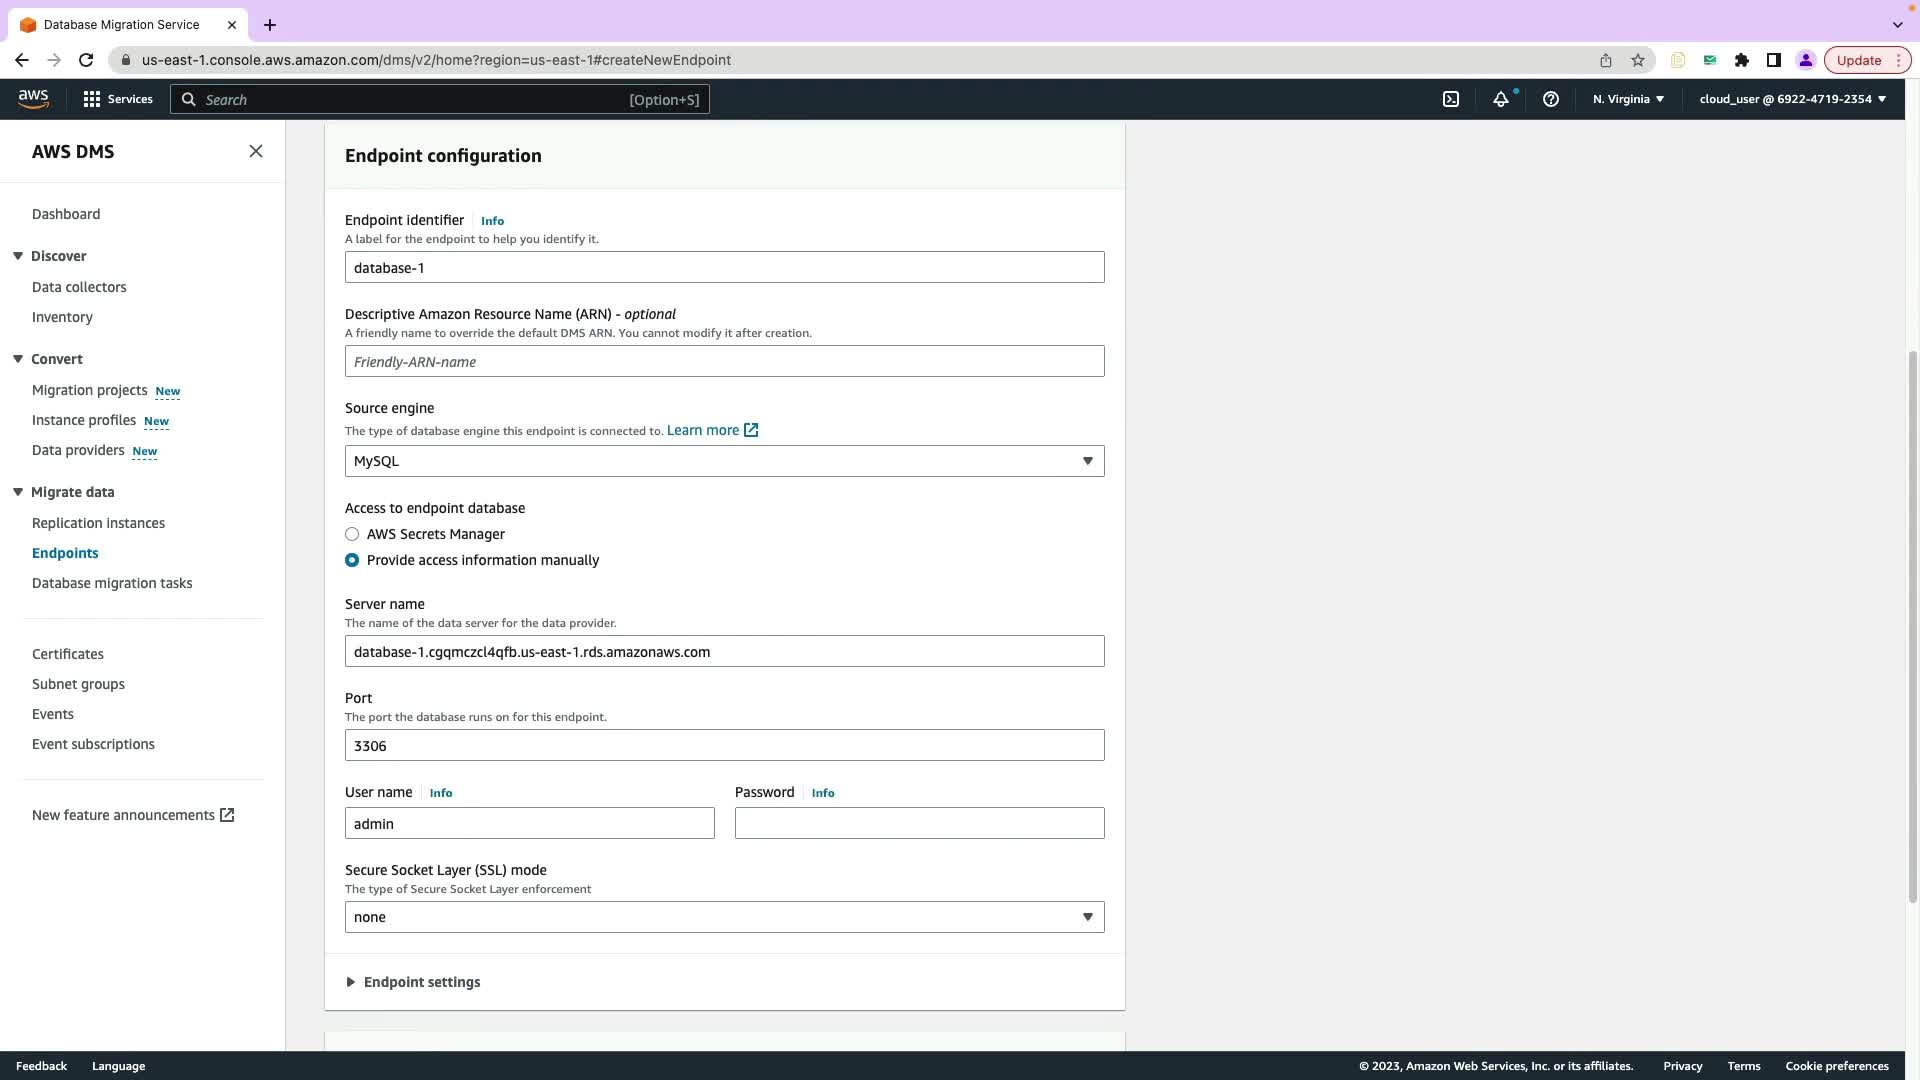 Database Migration Service
us-east-1.console.aws.amazon.com/dms/v2/home?region=us-east-1#createNewEndpoint
Update
aws
Services
Search
[Option+S]
N. Virginia
cloud_user @ 6922-4719-2354
AWS DMS
Dashboard
Discover
Data collectors
Inventory
Convert
Migration projects New
Instance profiles New
Data providers New
Migrate data
Replication instances
Endpoints
Database migration tasks
Certificates
Subnet groups
Events
Event subscriptions
New feature announcements
Endpoint configuration
Endpoint identifier Info
A label for the endpoint to help you identify it.
database-1
Descriptive Amazon Resource Name (ARN) - optional
A friendly name to override the default DMS ARN. You cannot modify it after creation.
Friendly-ARN-name
Source engine
The type of database engine this endpoint is connected to. Learn more
MySQL
Access to endpoint database
AWS Secrets Manager
Provide access information manually
Server name
The name of the data server for the data provider.
database-1.cgqmczcl4qfb.us-east-1.rds.amazonaws.com
Port
The port the database runs on for this endpoint.
3306
User name Info
Password Info
admin
Secure Socket Layer (SSL) mode
The type of Secure Socket Layer enforcement
none
Endpoint settings
Feedback
Language
© 2023, Amazon Web Services, Inc. or its affiliates.
Privacy
Terms
Cookie preferences